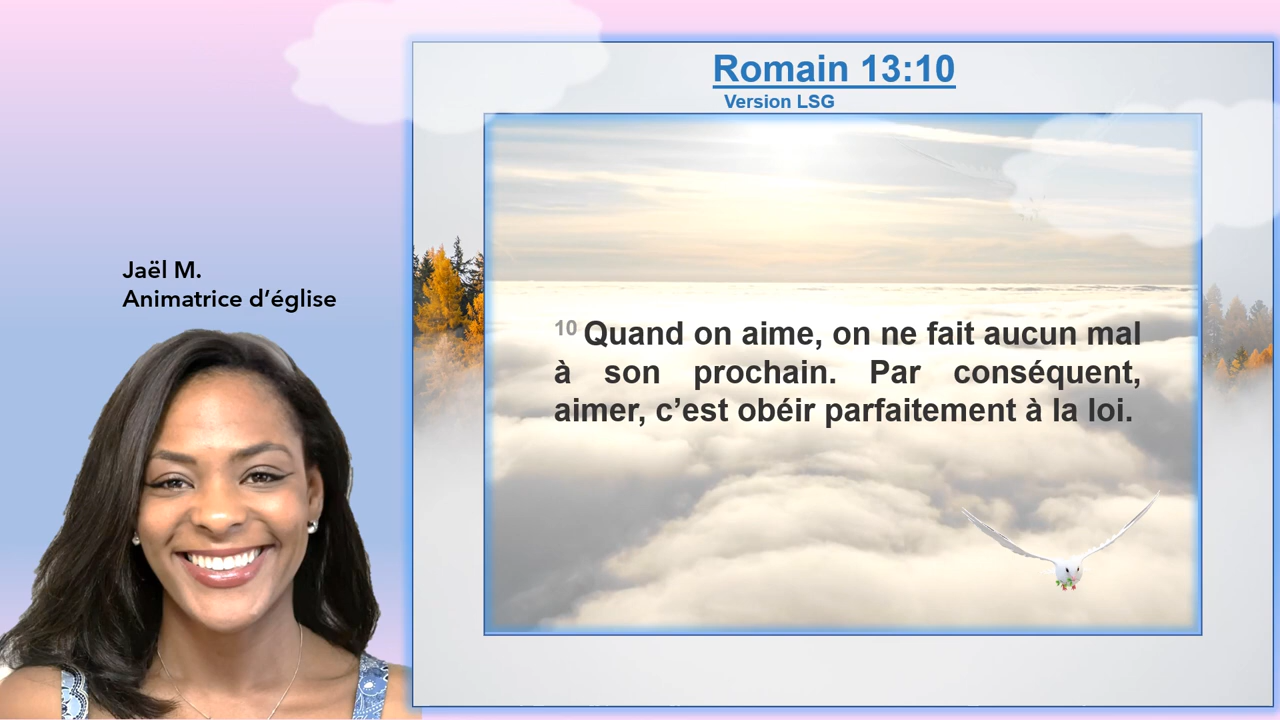 Romain 13:10
Version LSG
Jaël M.
Animatrice d’église
10 Quand on aime, on ne fait aucun mal
à son prochain. Par conséquent,
aimer, c’est obéir parfaitement à la loi.